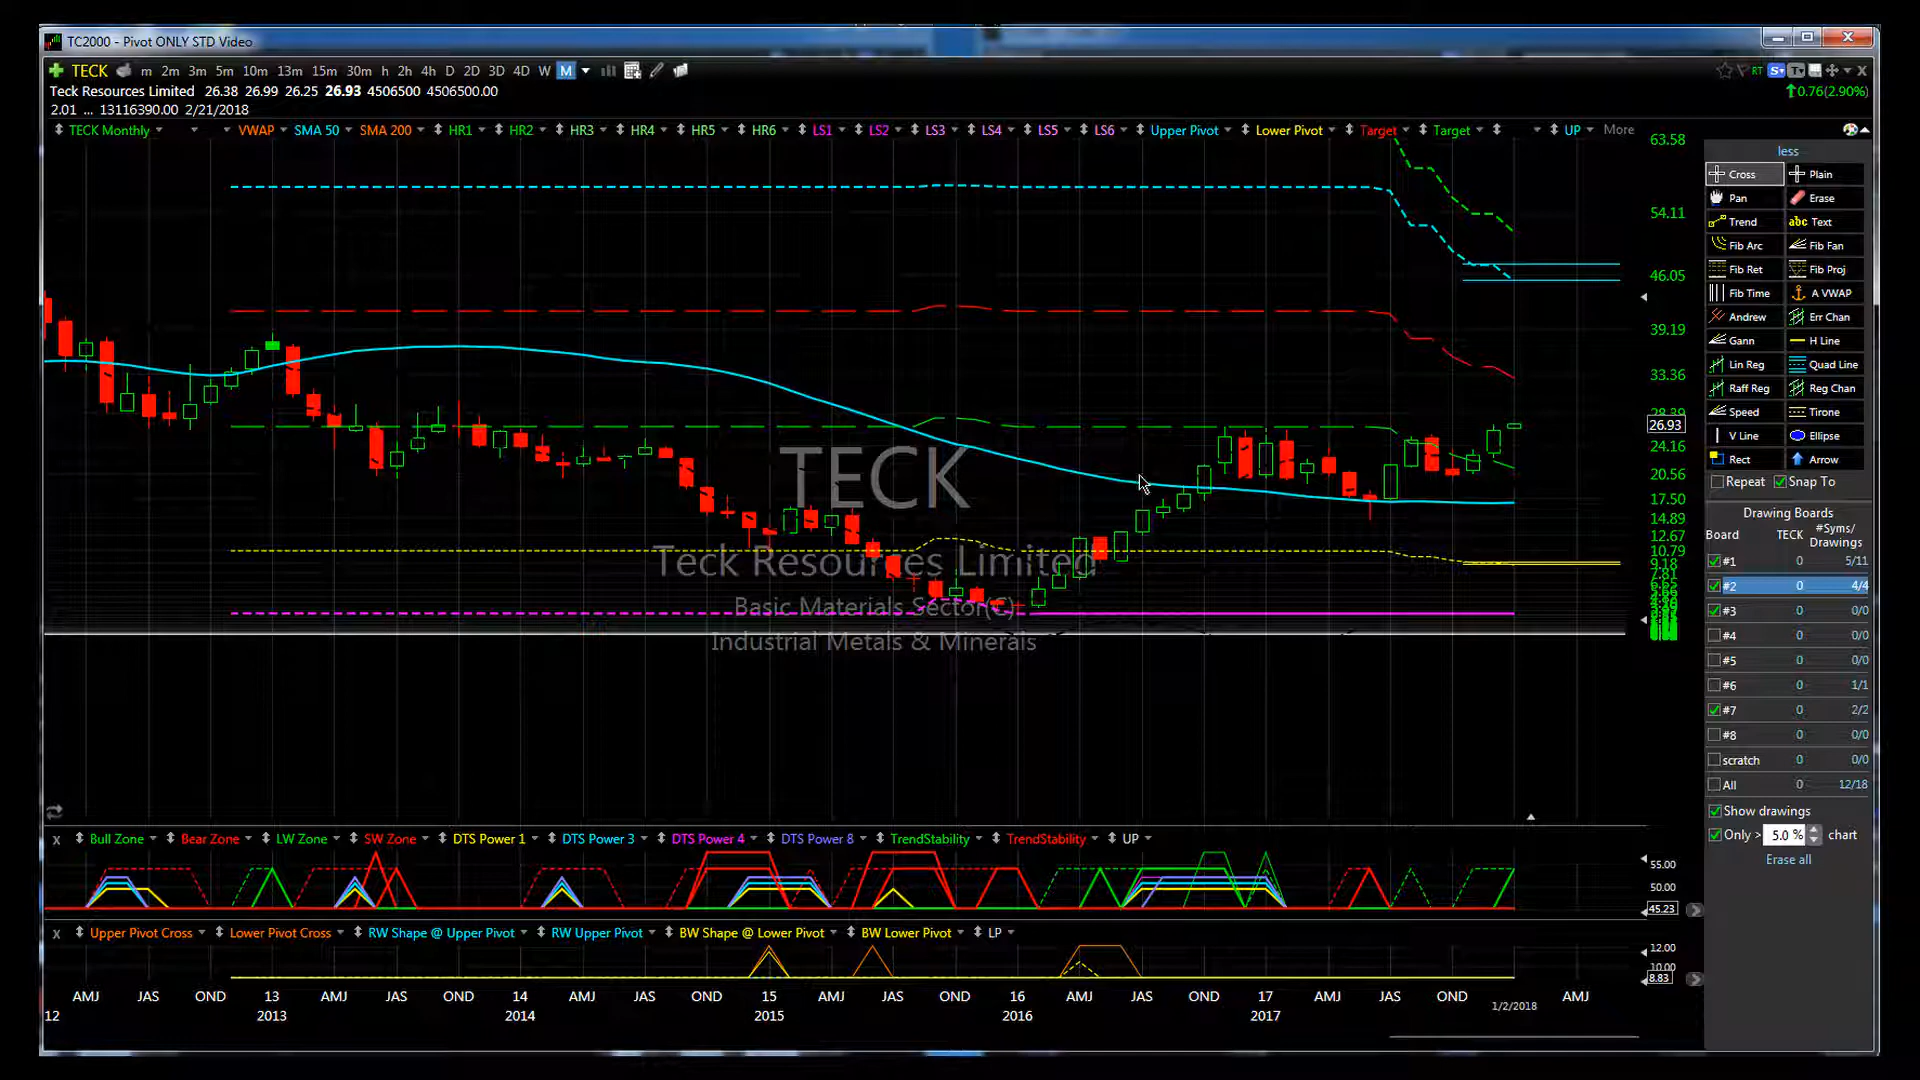 TC2000 - Pivot ONLY STD Video
TECK m 2m 3m 5m 10m 13m 15m 30m h 2h 4h D 2D 3D 4D W M RT
Teck Resources Limited 26.38 26.99 26.25 26.93 4506500 4506500.00 0.76(2.90%)
2.01 ... 13116390.00 2/21/2018
TECK Monthly VWAP SMA 50 SMA 200 HR1 HR2 HR3 HR4 HR5 HR6 LS1 LS2 LS3 LS4 LS5 LS6 Upper Pivot Lower Pivot Target Target UP More
63.58
54.11
46.05
39.19
33.36
28.39
26.93
24.16
20.56
17.50
14.89
12.67
10.79
9.18
7.81
TECK
Teck Resources Limited
Basic Materials Sector(C)
Industrial Metals & Minerals
less
Cross Plain
Pan Erase
Trend abc Text
Fib Arc Fib Fan
Fib Ret Fib Proj
Fib Time A VWAP
Andrew Err Chan
Gann H Line
Lin Reg Quad Line
Raff Reg Reg Chan
Speed Tirone
V Line Ellipse
Rect Arrow
Repeat Snap To
Drawing Boards
Board TECK #Syms/ Drawings
#1 0 5/11
#2 0 4/4
#3 0 0/0
#4 0 0/0
#5 0 0/0
#6 0 1/1
#7 0 2/2
#8 0 0/0
scratch 0 0/0
All 0 12/18
Show drawings
Only > 5.0 % chart
Erase all
x Bull Zone Bear Zone LW Zone SW Zone DTS Power 1 DTS Power 3 DTS Power 4 DTS Power 8 TrendStability TrendStability UP
55.00
50.00
45.23
x Upper Pivot Cross Lower Pivot Cross RW Shape @ Upper Pivot RW Upper Pivot BW Shape @ Lower Pivot BW Lower Pivot LP
12.00
10.00
8.83
AMJ JAS OND 13 AMJ JAS OND 14 AMJ JAS OND 15 AMJ JAS OND 16 AMJ JAS OND 17 AMJ JAS OND 1/2/2018 AMJ
12 2013 2014 2015 2016 2017